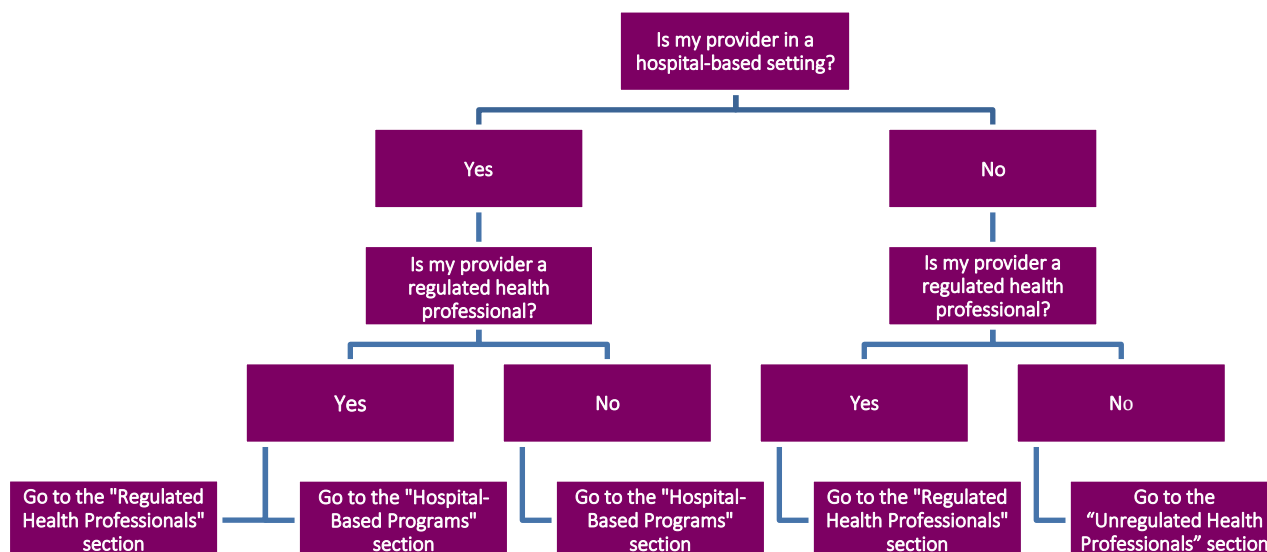 Is my provider in a
hospital-based setting?
Yes
No
Is my provider a
regulated health
professional?
Is my provider a
regulated health
professional?
Yes
No
Yes
No
Go to the "Regulated
Health Professionals"
section
Go to the "Hospital-
Based Programs"
section
Go to the "Hospital-
Based Programs"
section
Go to the "Regulated
Health Professionals"
section
Go to the
“Unregulated Health
Professionals” section